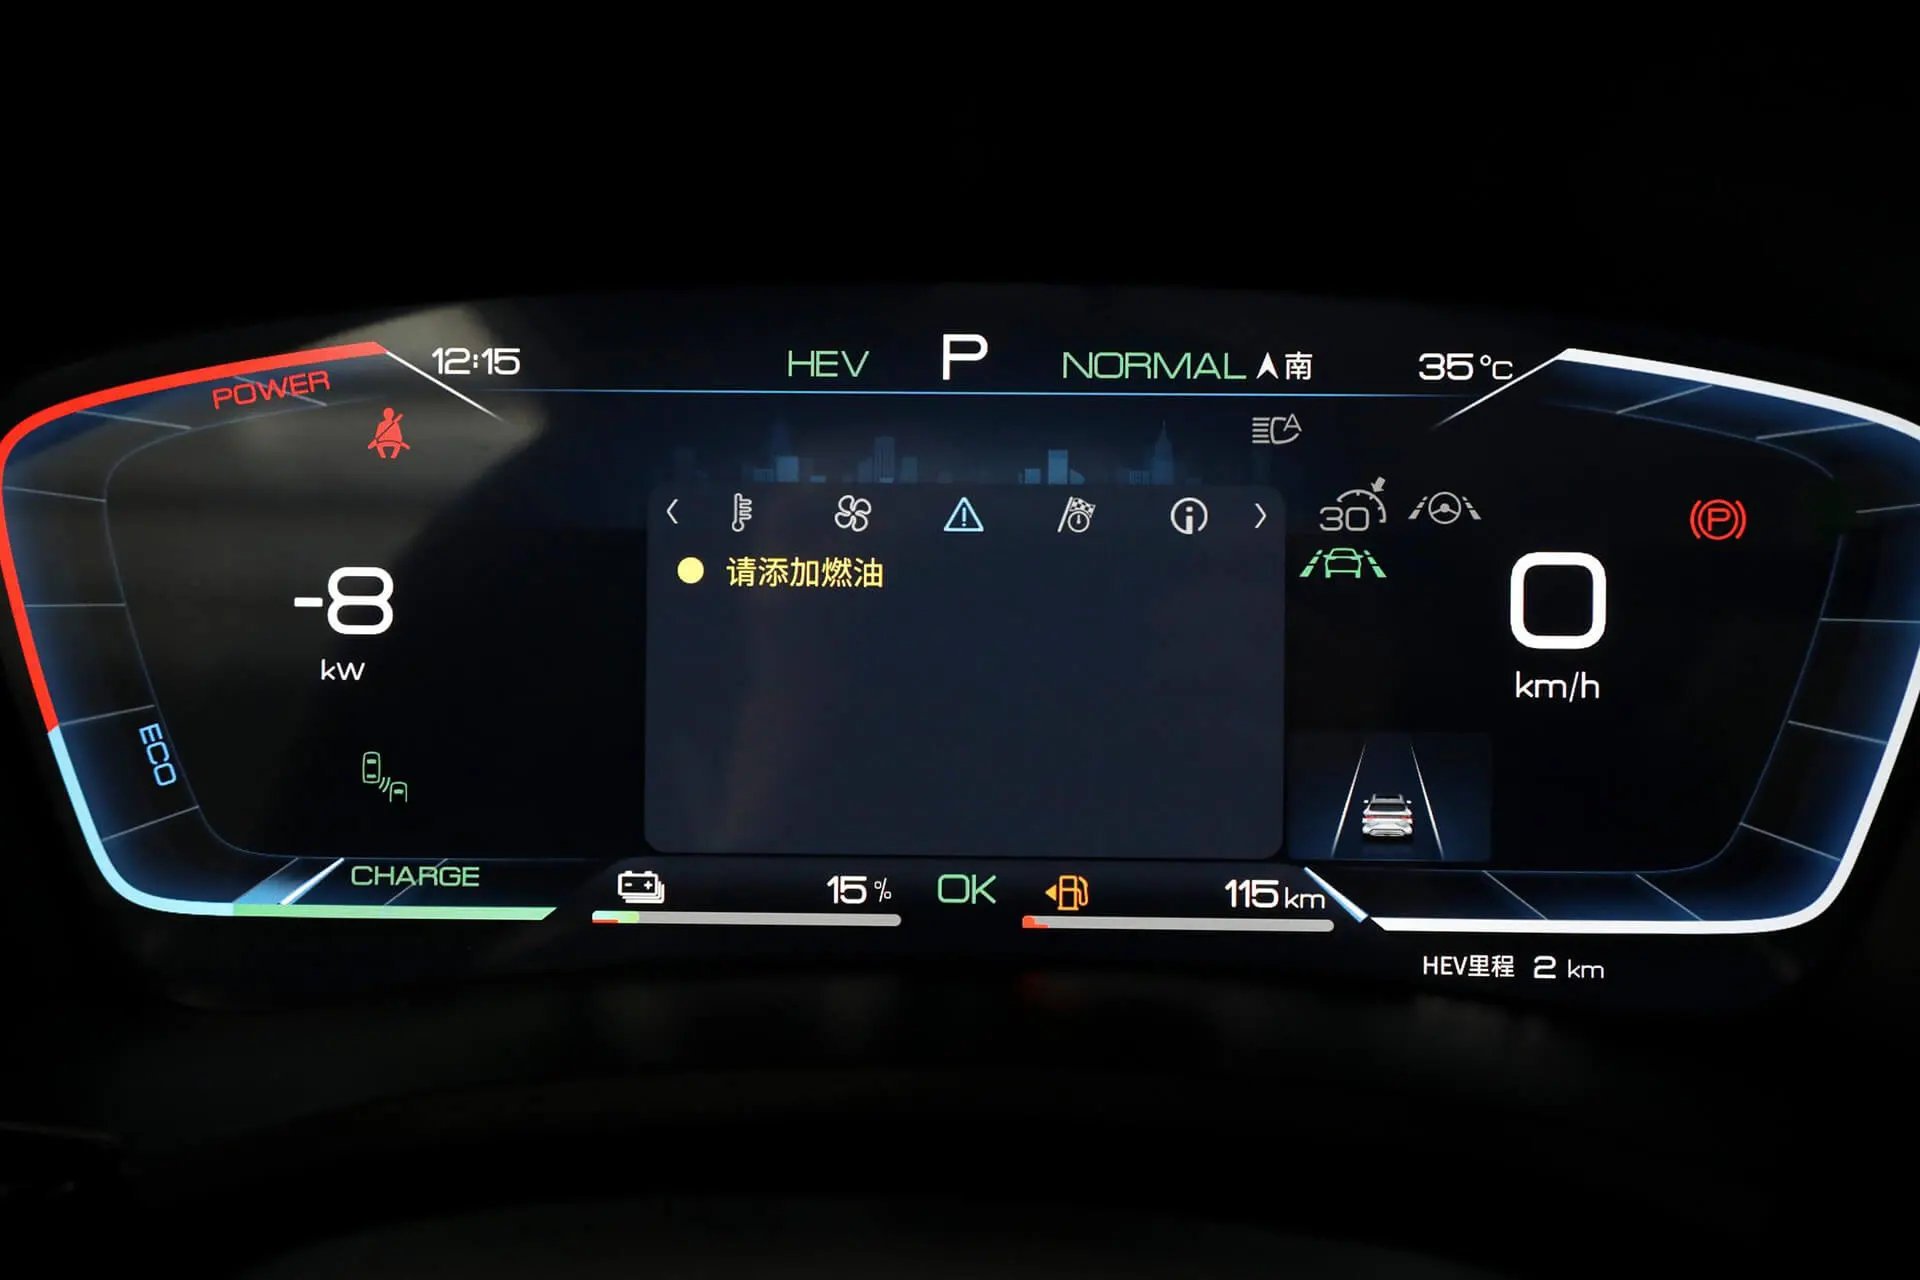 12:15
HEV
P
NORMAL
南
35°C
POWER
A
30
P
请添加燃油
-8
kW
0
km/h
ECO
CHARGE
15%
OK
115km
HEV里程 2 km